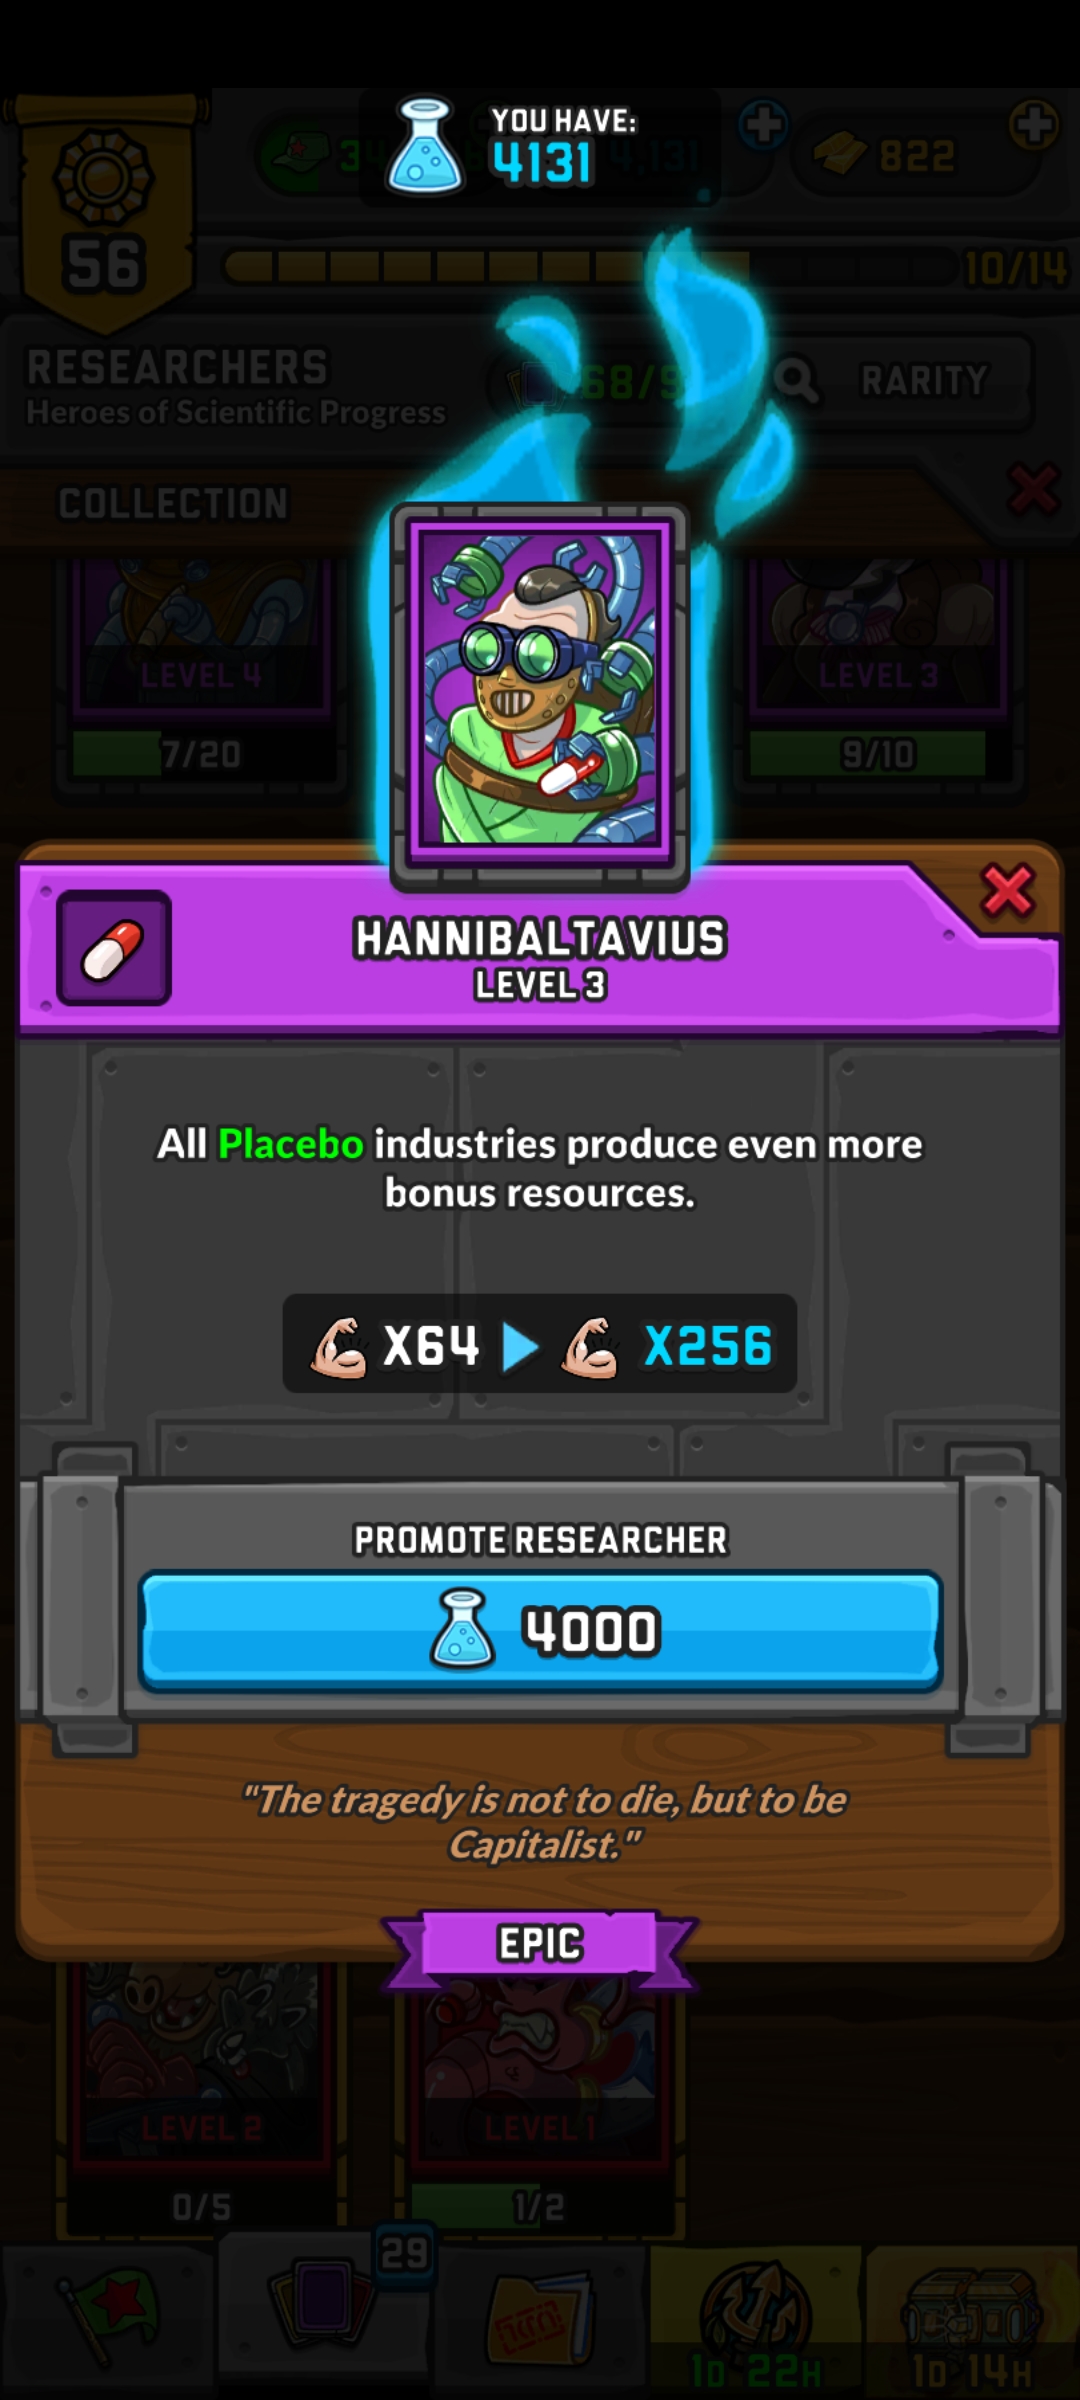 YOU HAVE:
4131
822
56
10/14
RESEARCHERS
Heroes of Scientific Progress
RARITY
COLLECTION
LEVEL 4
LEVEL 3
7/20
9/10
HANNIBALTAVIUS
LEVEL 3
All Placebo industries produce even more
bonus resources.
X64 X256
PROMOTE RESEARCHER
4000
"The tragedy is not to die, but to be
Capitalist."
EPIC
LEVEL 2
LEVEL 1
0/5
1/2
29
1D 22H
1D 14H